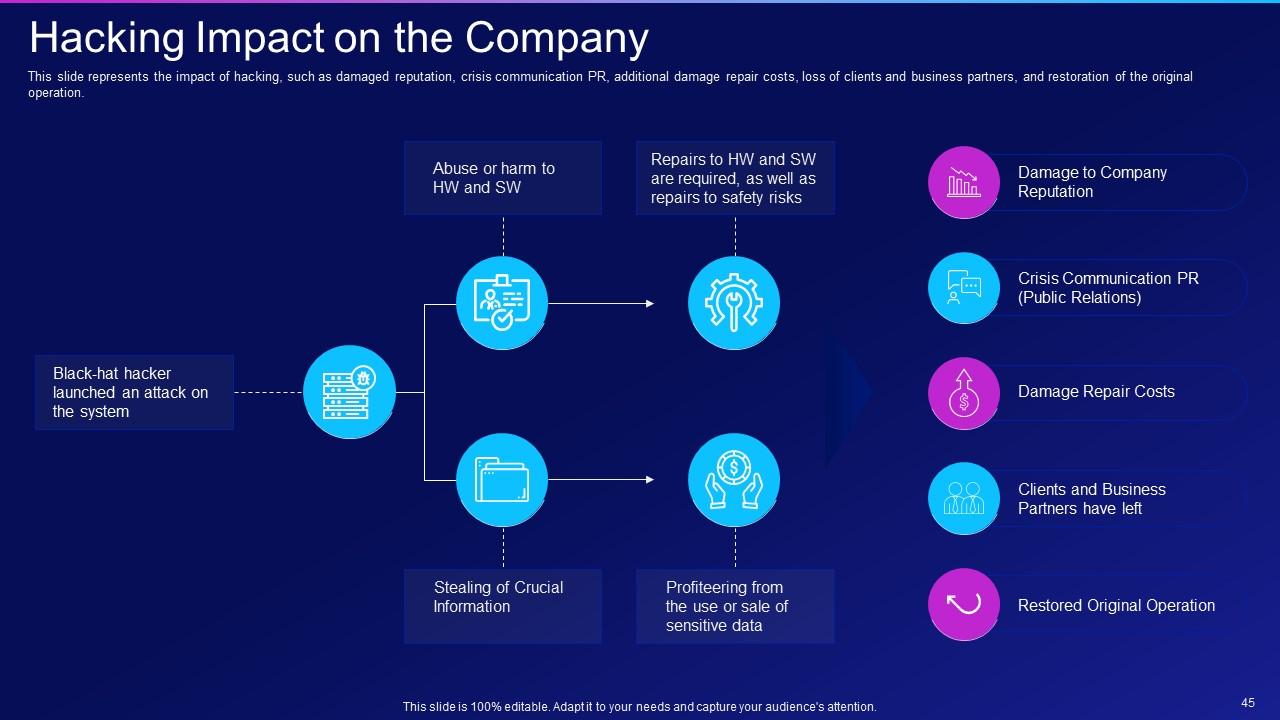 Hacking Impact on the Company
This slide represents the impact of hacking, such as damaged reputation, crisis communication PR, additional damage repair costs, loss of clients and business partners, and restoration of the original
operation.
Black-hat hacker
launched an attack on
the system
Abuse or harm to
HW and SW
Repairs to HW and SW
are required, as well as
repairs to safety risks
Stealing of Crucial
Information
Profiteering from
the use or sale of
sensitive data
Damage to Company
Reputation
Crisis Communication PR
(Public Relations)
Damage Repair Costs
Clients and Business
Partners have left
Restored Original Operation
This slide is 100% editable. Adapt it to your needs and capture your audience's attention.
45